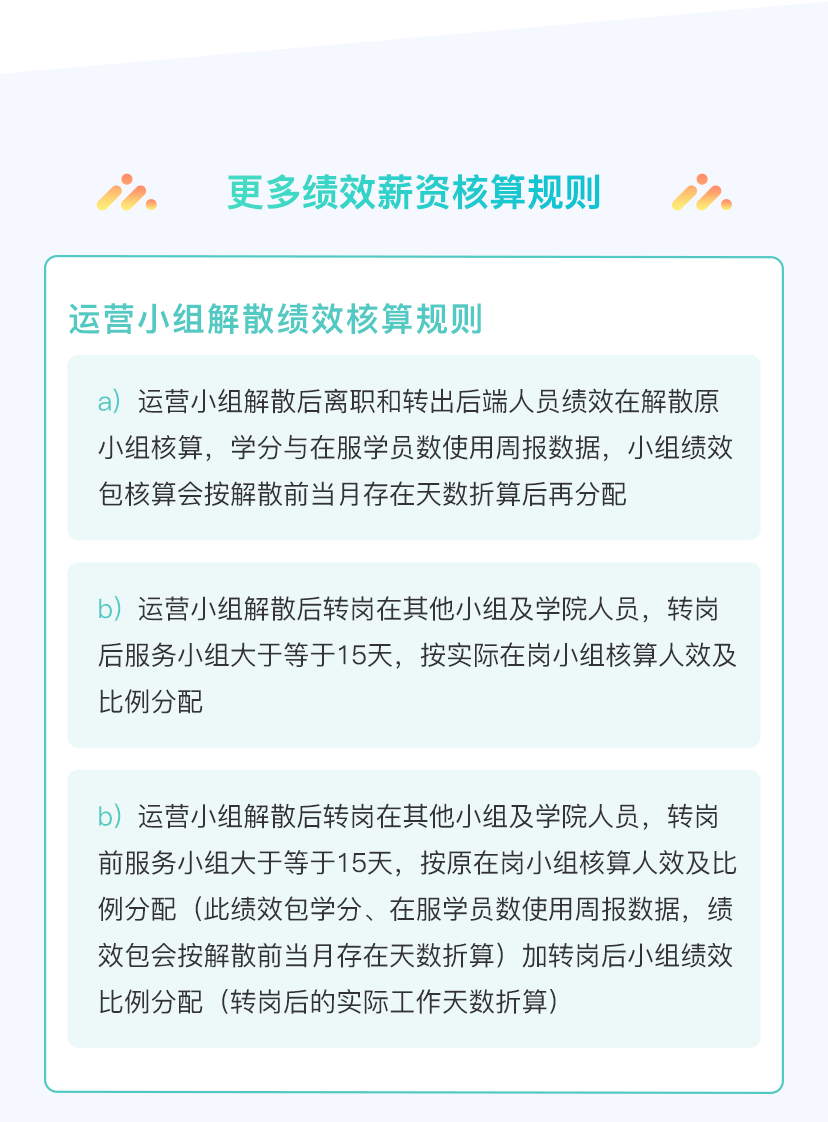 更多绩效薪资核算规则
运营小组解散绩效核算规则
a）运营小组解散后离职和转出后端人员绩效在解散原
小组核算，学分与在服学员数使用周报数据，小组绩效
包核算会按解散前当月存在天数折算后再分配
b）运营小组解散后转岗在其他小组及学院人员，转岗
后服务小组大于等于15天，按实际在岗小组核算人效及
比例分配
b）运营小组解散后转岗在其他小组及学院人员，转岗
前服务小组大于等于15天，按原在岗小组核算人效及比
例分配（此绩效包学分、在服学员数使用周报数据，绩
效包会按解散前当月存在天数折算）加转岗后小组绩效
比例分配（转岗后的实际工作天数折算）